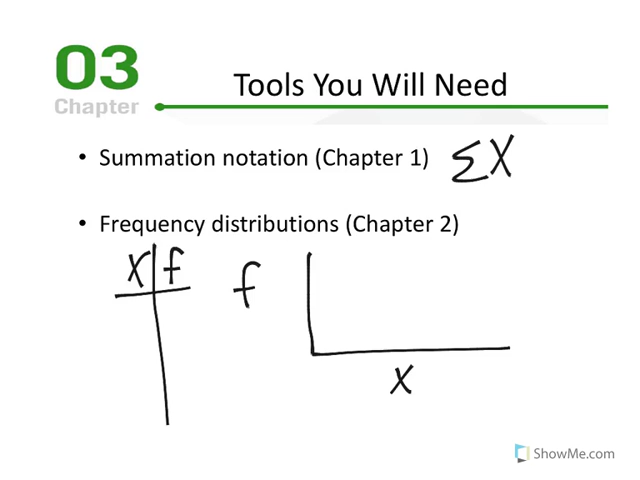 03
Chapter
Tools You Will Need
• Summation notation (Chapter 1) ΣX
• Frequency distributions (Chapter 2)
x f
f
x
ShowMe.com